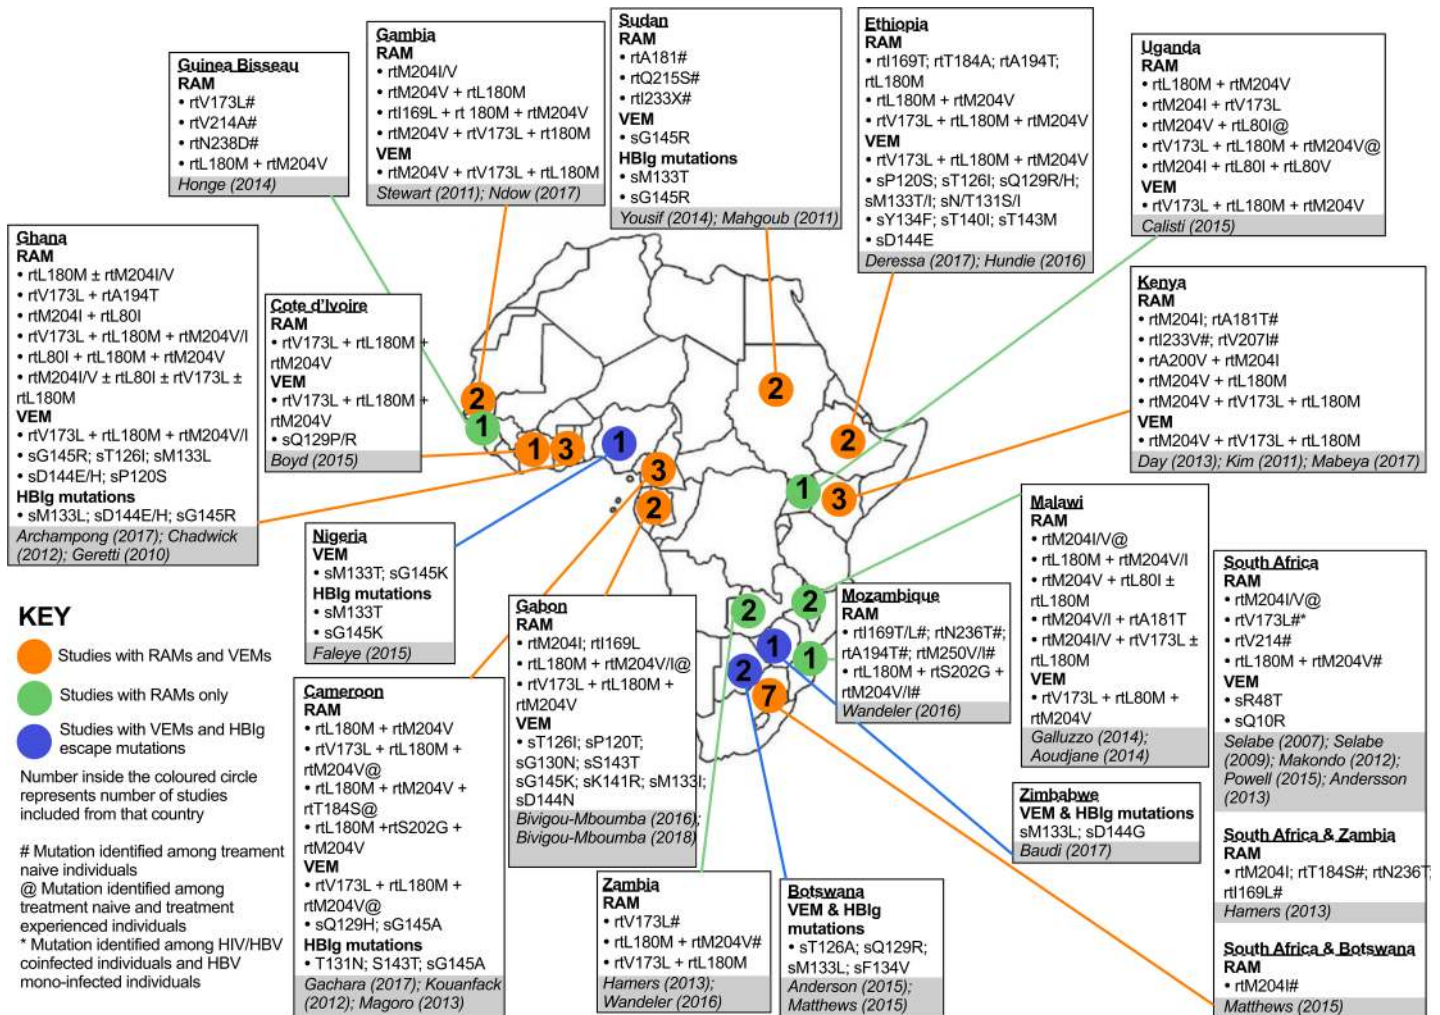 Guinea Bisseau
RAM
• rtV173L#
• rtV214A#
• rtN238D#
• rtL180M + rtM204V
Honge (2014)
Gambia
RAM
• rtM204I/V
• rtM204V + rtL180M
• rtI169L + rt 180M + rtM204V
• rtM204V + rtV173L + rt180M
VEM
• rtM204V + rtV173L + rtL180M
Stewart (2011); Ndow (2017)
Sudan
RAM
• rtA181#
• rtQ215S#
• rtI233X#
VEM
• sG145R
HBIg mutations
• sM133T
• sG145R
Yousif (2014); Mahgoub (2011)
Ethiopia
RAM
• rtI169T; rtT184A; rtA194T;
rtL180M
• rtL180M + rtM204V
• rtV173L + rtL180M + rtM204V
VEM
• rtV173L + rtL180M + rtM204V
• sP120S; sT126I; sQ129R/H;
sM133T/I; sN/T131S/I
• sY134F; sT140I; sT143M
• sD144E
Deressa (2017); Hundie (2016)
Uganda
RAM
• rtL180M + rtM204V
• rtM204I + rtV173L
• rtM204V + rtL80I@
• rtV173L + rtL180M + rtM204V@
• rtM204I + rtL80I + rtL80V
VEM
• rtV173L + rtL180M + rtM204V
Calisti (2015)
Ghana
RAM
• rtL180M ± rtM204I/V
• rtV173L + rtA194T
• rtM204I + rtL80I
• rtV173L + rtL180M + rtM204V/I
• rtL80I + rtL180M + rtM204V
• rtM204I/V ± rtL80I ± rtV173L ±
rtL180M
VEM
• rtV173L + rtL180M + rtM204V/I
• sG145R; sT126I; sM133L
• sD144E/H; sP120S
HBIg mutations
• sM133L; sD144E/H; sG145R
Archampong (2017); Chadwick
(2012); Geretti (2010)
Cote d'Ivoire
RAM
• rtV173L + rtL180M +
rtM204V
VEM
• rtV173L + rtL180M +
rtM204V
• sQ129P/R
Boyd (2015)
Kenya
RAM
• rtM204I; rtA181T#
• rtI233V#; rtV207I#
• rtA200V + rtM204I
• rtM204V + rtL180M
• rtM204V + rtV173L + rtL180M
VEM
• rtM204V + rtV173L + rtL180M
Day (2013); Kim (2011); Mabeya (2017)
2
1
1
3
1
3
2
2
2
1
3
2
2
1
2
1
7
Nigeria
VEM
• sM133T; sG145K
HBIg mutations
• sM133T
• sG145K
Faleye (2015)
Malawi
RAM
• rtM204I/V@
• rtL180M + rtM204V/I
• rtM204V + rtL80I ±
rtL180M
• rtM204V/I + rtA181T
• rtM204I/V + rtV173L ±
rtL180M
VEM
• rtV173L + rtL80M +
rtM204V
Galluzzo (2014);
Aoudjane (2014)
South Africa
RAM
• rtM204I/V@
• rtV173L#*
• rtV214#
• rtL180M + rtM204V#
VEM
• sR48T
• sQ10R
Selabe (2007); Selabe
(2009); Makondo (2012);
Powell (2015); Andersson
(2013)
South Africa & Zambia
RAM
• rtM204I; rtT184S#; rtN236T;
rtI169L#
Hamers (2013)
South Africa & Botswana
RAM
• rtM204I#
Matthews (2015)
Mozambique
RAM
• rtI169T/L#; rtN236T#;
rtA194T#; rtM250V/I#
• rtL180M + rtS202G +
rtM204V/I#
Wandeler (2016)
Zimbabwe
VEM & HBIg mutations
sM133L; sD144G
Baudi (2017)
Gabon
RAM
• rtM204I; rtI169L
• rtL180M + rtM204V/I@
• rtV173L + rtL180M +
rtM204V
VEM
• sT126I; sP120T;
sG130N; sS143T
sG145K; sK141R; sM133I;
sD144N
Bivigou-Mboumba (2016);
Bivigou-Mboumba (2018)
Cameroon
RAM
• rtL180M + rtM204V
• rtV173L + rtL180M +
rtM204V@
• rtL180M + rtM204V +
rtT184S@
• rtL180M +rtS202G +
rtM204V
VEM
• rtV173L + rtL180M +
rtM204V@
• sQ129H; sG145A
HBIg mutations
• T131N; S143T; sG145A
Gachara (2017); Kouanfack
(2012); Magoro (2013)
Zambia
RAM
• rtV173L#
• rtL180M + rtM204V#
• rtV173L + rtL180M
Hamers (2013);
Wandeler (2016)
Botswana
VEM & HBIg
mutations
• sT126A; sQ129R;
sM133L; sF134V
Anderson (2015);
Matthews (2015)
KEY
Studies with RAMs and VEMs
Studies with RAMs only
Studies with VEMs and HBIg
escape mutations
Number inside the coloured circle
represents number of studies
included from that country
# Mutation identified among treament
naive individuals
@ Mutation identified among
treatment naive and treatment
experienced individuals
* Mutation identified among HIV/HBV
coinfected individuals and HBV
mono-infected individuals